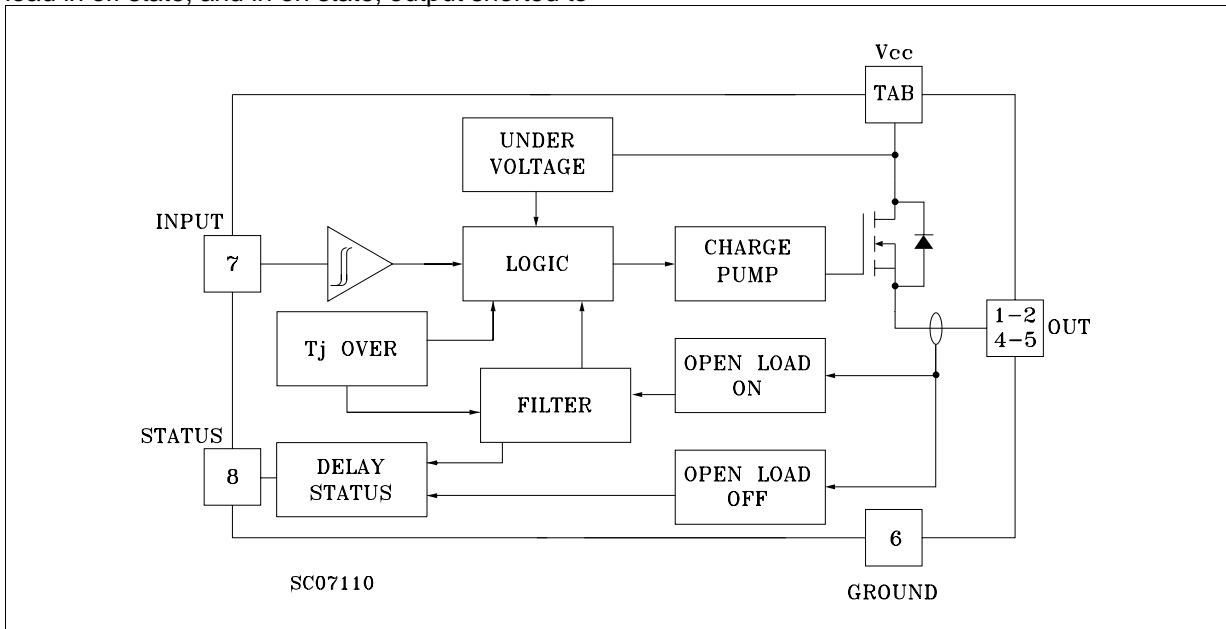 load in off state, and in on state, output shorted to
Vcc
TAB
UNDER
VOLTAGE
INPUT
7
LOGIC
CHARGE
PUMP
1-2
4-5
OUT
Tj OVER
OPEN LOAD
ON
FILTER
STATUS
8
DELAY
STATUS
OPEN LOAD
OFF
6
SC07110
GROUND